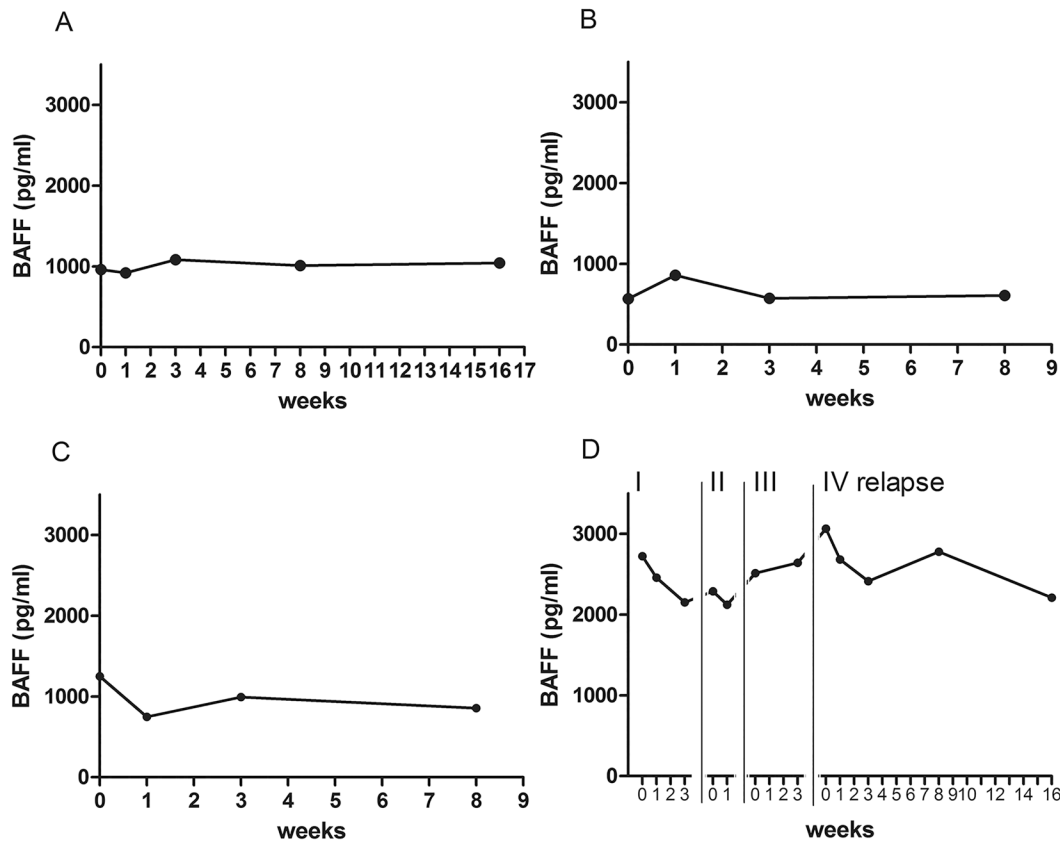 A
BAFF (pg/ml)
3000
2000
1000
0
0 1 2 3 4 5 6 7 8 9 10 11 12 13 14 15 16 17
weeks
B
BAFF (pg/ml)
3000
2000
1000
0
0 1 2 3 4 5 6 7 8 9
weeks
C
BAFF (pg/ml)
3000
2000
1000
0
0 1 2 3 4 5 6 7 8 9
weeks
D
I II III IV relapse
BAFF (pg/ml)
3000
2000
1000
0
0 1 2 3 0 1 0 1 2 3 0 1 2 3 4 5 6 7 8 9 10 12 14 16
weeks